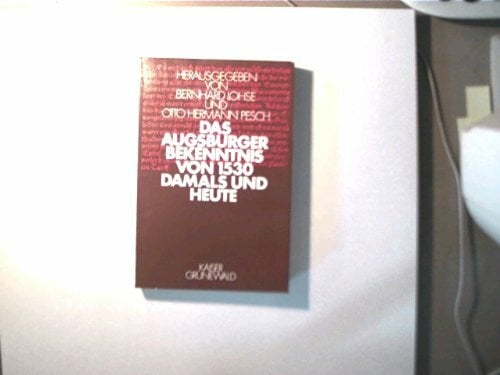 HERAUSGEGEBEN
VON
BERNHARD LOHSE
UND
OTTO HERMANN PESCH
DAS
AUGSBURGER
BEKENNTNIS
VON 1530
DAMALS UND
HEUTE
KAISER
GRÜNEWALD